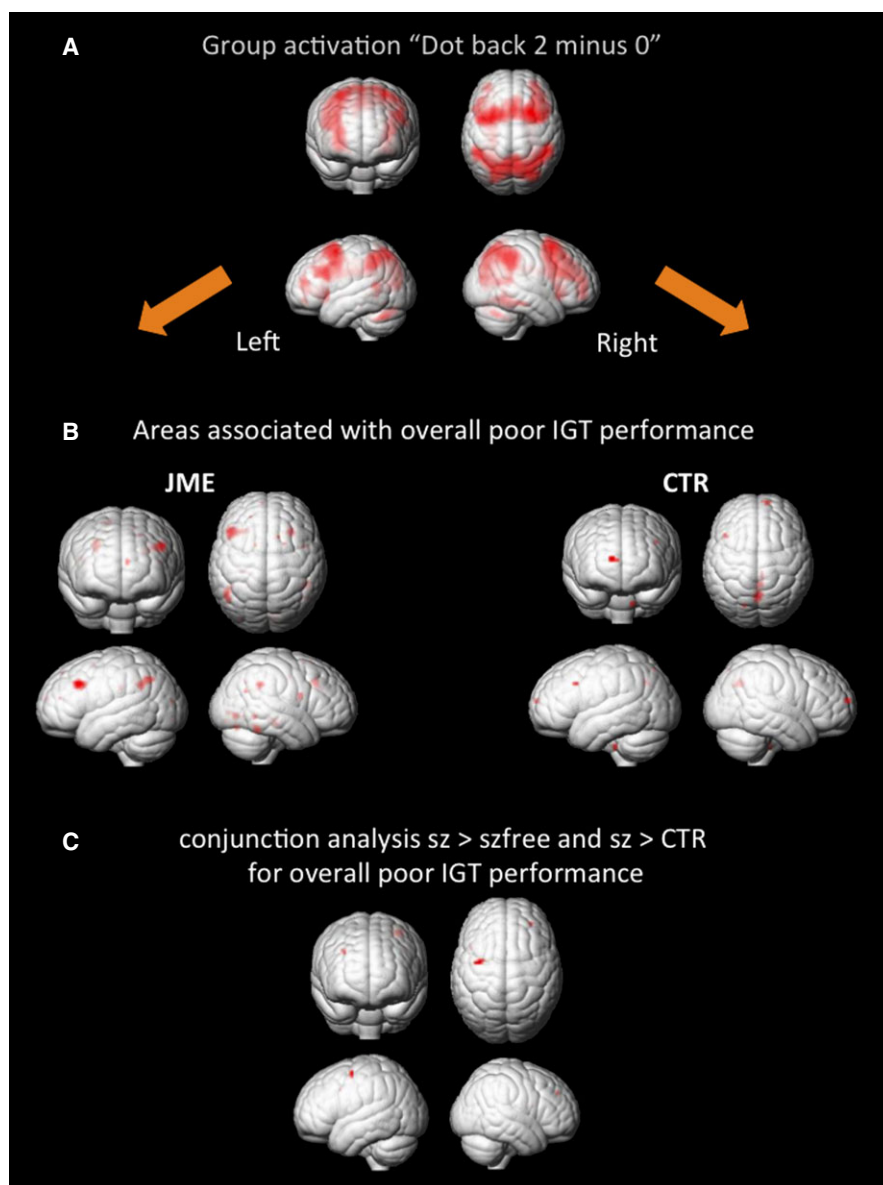 A
Group activation “Dot back 2 minus 0”
Left
Right
B
Areas associated with overall poor IGT performance
JME
CTR
C
conjunction analysis sz > szfree and sz > CTR
for overall poor IGT performance